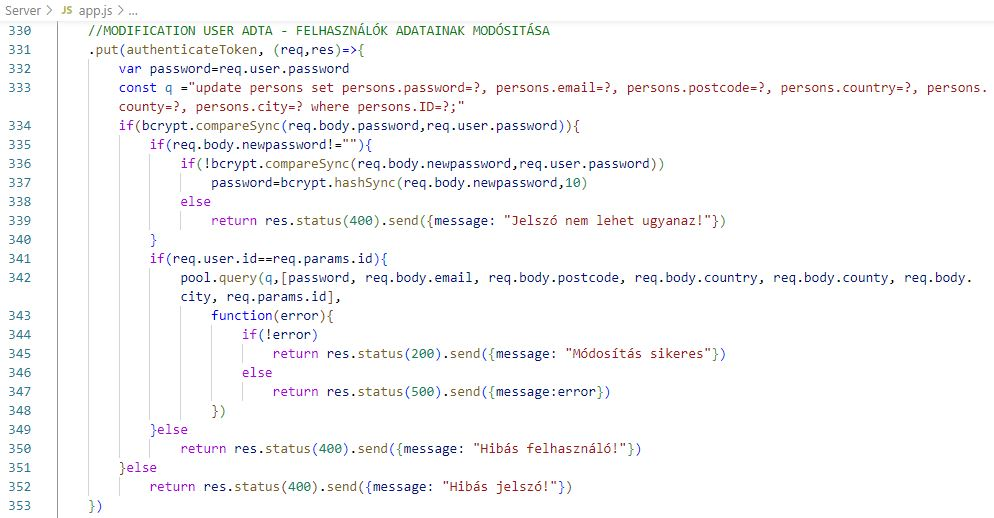 Server > JS app.js > ...
330 //MODIFICATION USER ADTA - FELHASZNÁLÓK ADATAINAK MODÓSITÁSA
331 .put(authenticateToken, (req,res)=>{
332 var password=req.user.password
333 const q ="update persons set persons.password=?, persons.email=?, persons.postcode=?, persons.country=?, persons.
county=?, persons.city=? where persons.ID=?;"
334 if(bcrypt.compareSync(req.body.password,req.user.password)){
335 if(req.body.newpassword!=""){
336 if(!bcrypt.compareSync(req.body.newpassword,req.user.password))
337 password=bcrypt.hashSync(req.body.newpassword,10)
338 else
339 return res.status(400).send({message: "Jelszó nem lehet ugyanaz!"})
340 }
341 if(req.user.id==req.params.id){
342 pool.query(q,[password, req.body.email, req.body.postcode, req.body.country, req.body.county, req.body.
city, req.params.id],
343 function(error){
344 if(!error)
345 return res.status(200).send({message: "Módosítás sikeres"})
346 else
347 return res.status(500).send({message:error})
348 })
349 }else
350 return res.status(400).send({message: "Hibás felhasználó!"})
351 }else
352 return res.status(400).send({message: "Hibás jelszó!"})
353 })